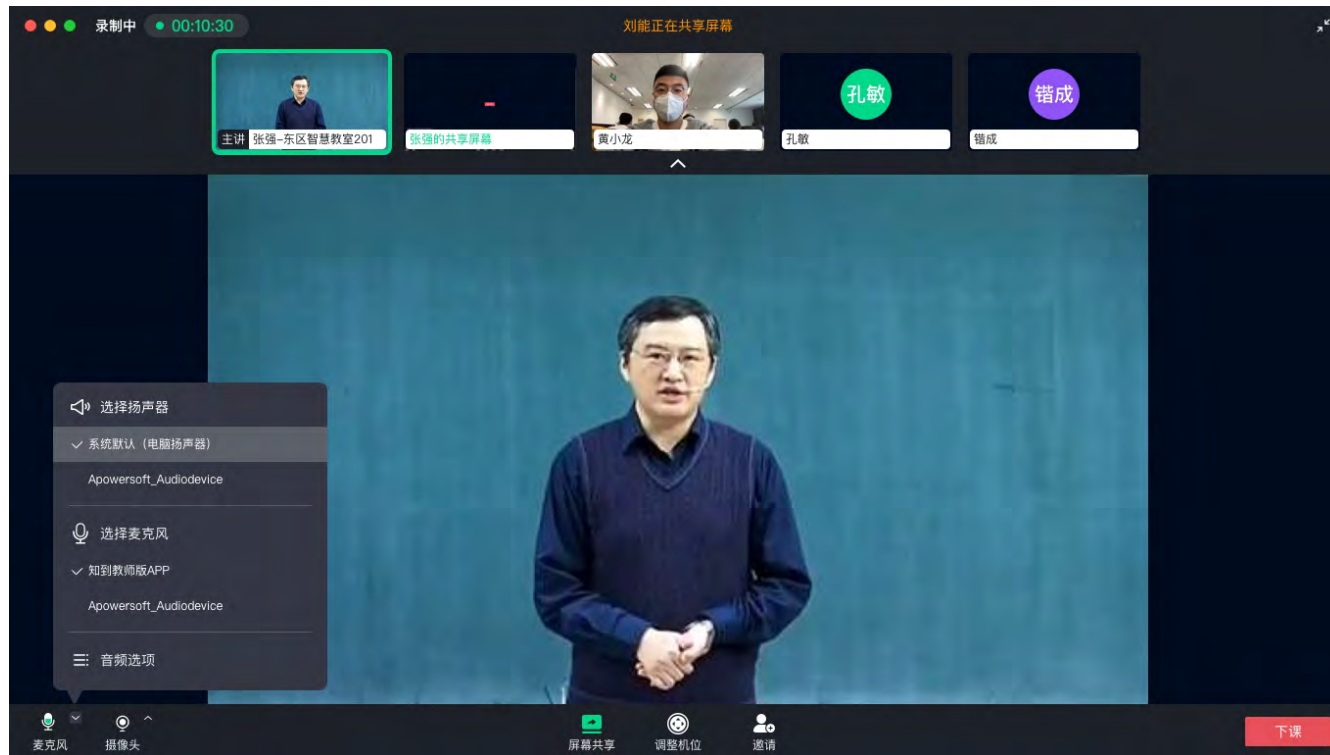 录制中 00:10:30
刘能正在共享屏幕
孔敏
锴成
主讲 张强-东区智慧教室201
张强的共享屏幕
黄小龙
孔敏
锴成
选择扬声器
系统默认（电脑扬声器）
Apowersoft_Audiodevice
选择麦克风
知到教师版APP
Apowersoft_Audiodevice
音频选项
麦克风
摄像头
屏幕共享
调整机位
邀请
下课